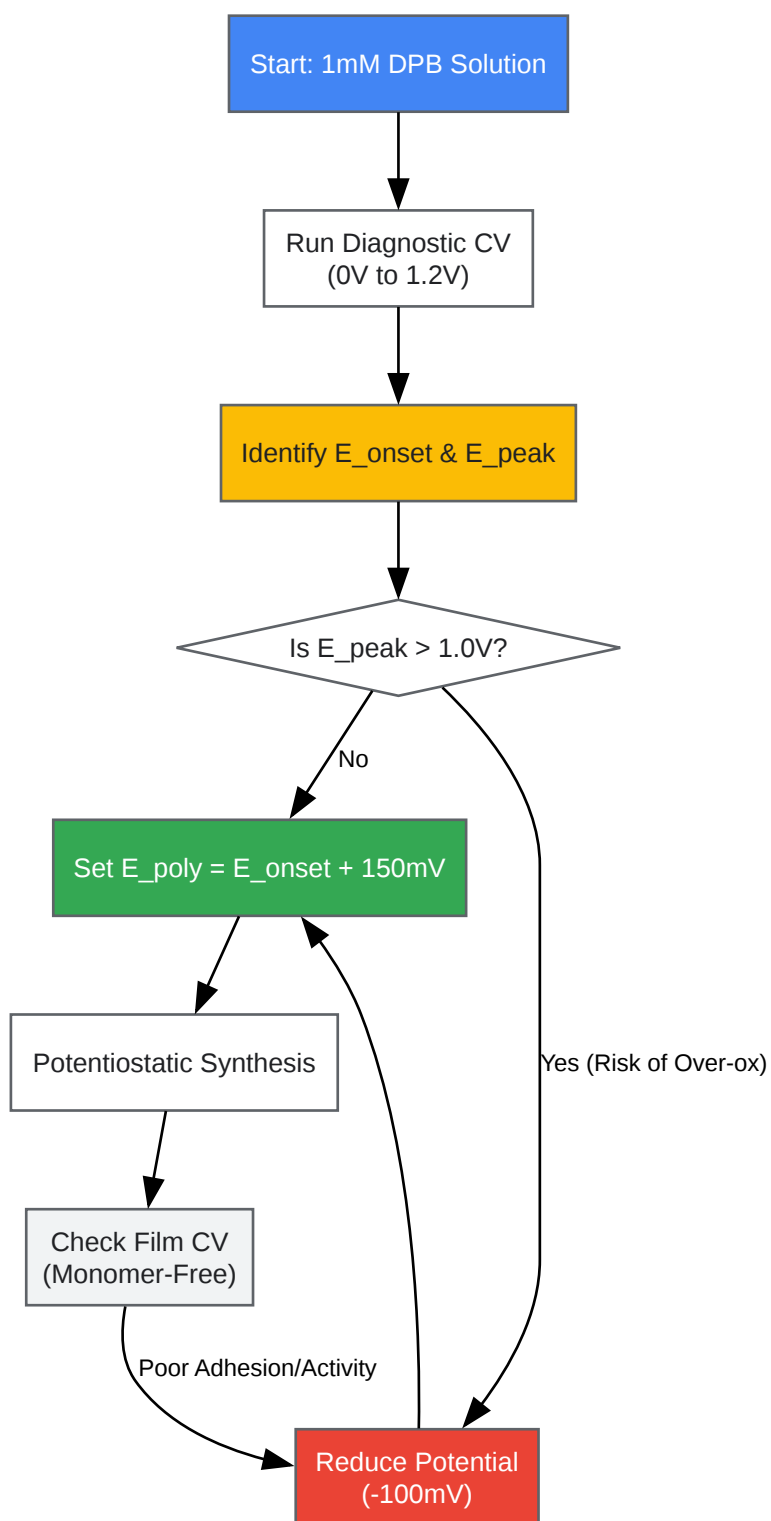 Start: 1mM DPB Solution
Run Diagnostic CV
(0V to 1.2V)
Identify E_onset & E_peak
Is E_peak > 1.0V?
No
Set E_poly = E_onset + 150mV
Potentiostatic Synthesis
Yes (Risk of Over-ox)
Check Film CV
(Monomer-Free)
Poor Adhesion/Activity
Reduce Potential
(-100mV)